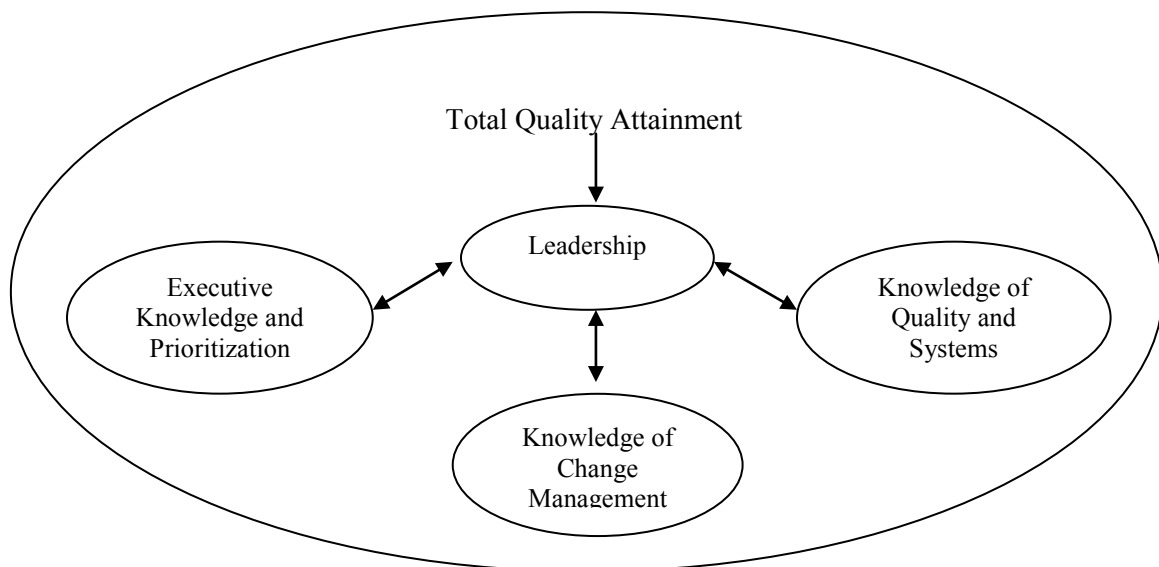 Total Quality Attainment
Leadership
Executive
Knowledge and
Prioritization
Knowledge of
Quality and
Systems
Knowledge of
Change
Management